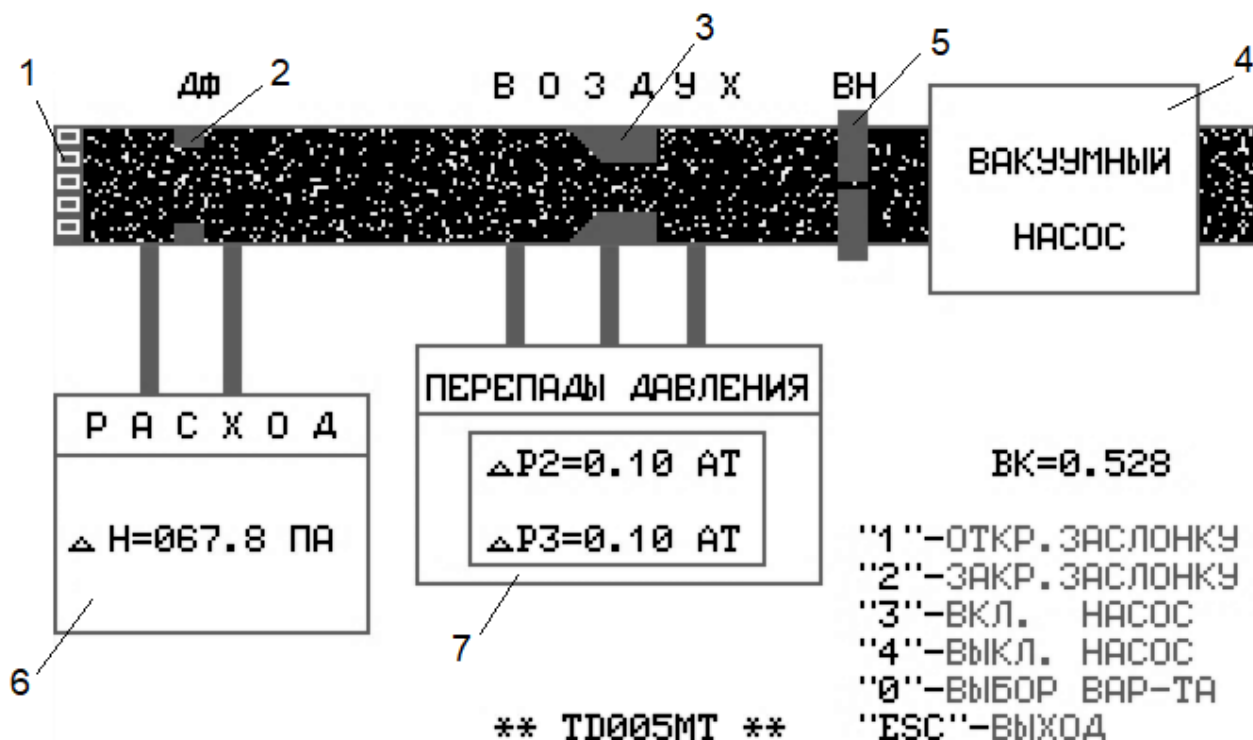 1
2
3
5
4
ДФ
В О З Д У Х
ВН
ВАКУУМНЫЙ
НАСОС
Р А С Х О Д
△ Н=067.8 ПА
6
ПЕРЕПАДЫ ДАВЛЕНИЯ
△Р2=0.10 АТ
△Р3=0.10 АТ
7
ВК=0.528
"1"-ОТКР.ЗАСЛОНКУ
"2"-ЗАКР.ЗАСЛОНКУ
"3"-ВКЛ. НАСОС
"4"-ВЫКЛ. НАСОС
"0"-ВЫБОР ВАР-ТА
"ESC"-ВЫХОД
** TD005MT **